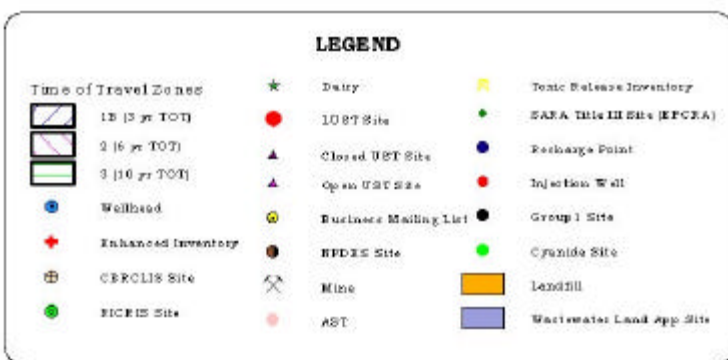 LEGEND
Time of Travel Zones
1B (3 yr TOT)
2 (6 yr TOT)
3 (10 yr TOT)
Wellhead
Enhanced Inventory
CERCLIS Site
RICRIS Site
Dairy
LUST Site
Closed UST Site
Open UST Site
Business Mailing List
NPDES Site
Mine
AST
Toxic Release Inventory
SARA Title III Site (EPCRA)
Recharge Point
Injection Well
Group 1 Site
Cyanide Site
Landfill
Wastewater Land App Site